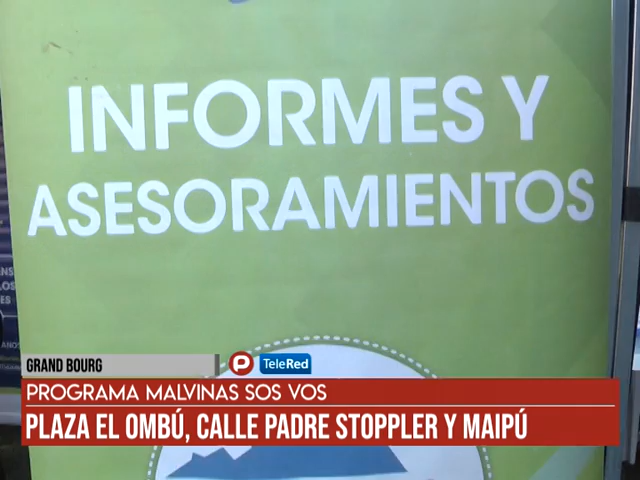 INFORMES Y
ASESORAMIENTOS
GRAND BOURG
P TeleRed
PROGRAMA MALVINAS SOS VOS
PLAZA EL OMBÚ, CALLE PADRE STOPPLER Y MAIPÚ